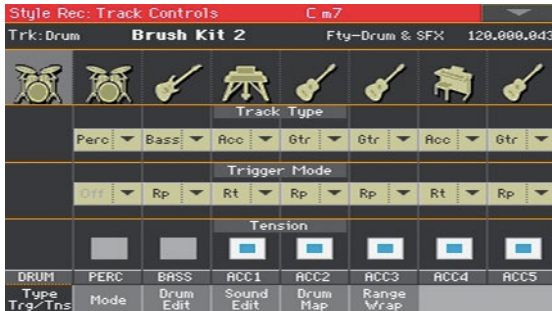 Style Rec: Track Controls C m7
Trk:Drum Brush Kit 2 Fty-Drum & SFX 120.000.043
Track Type
Perc Bass Acc Gtr Gtr Acc Gtr
Trigger Mode
Off Rp Rt Rp Rp Rt Rp
Tension
DRUM PERC BASS ACC1 ACC2 ACC3 ACC4 ACC5
Type Mode Drum Sound Drum Range
Trg/Tns Edit Edit Map Wrap